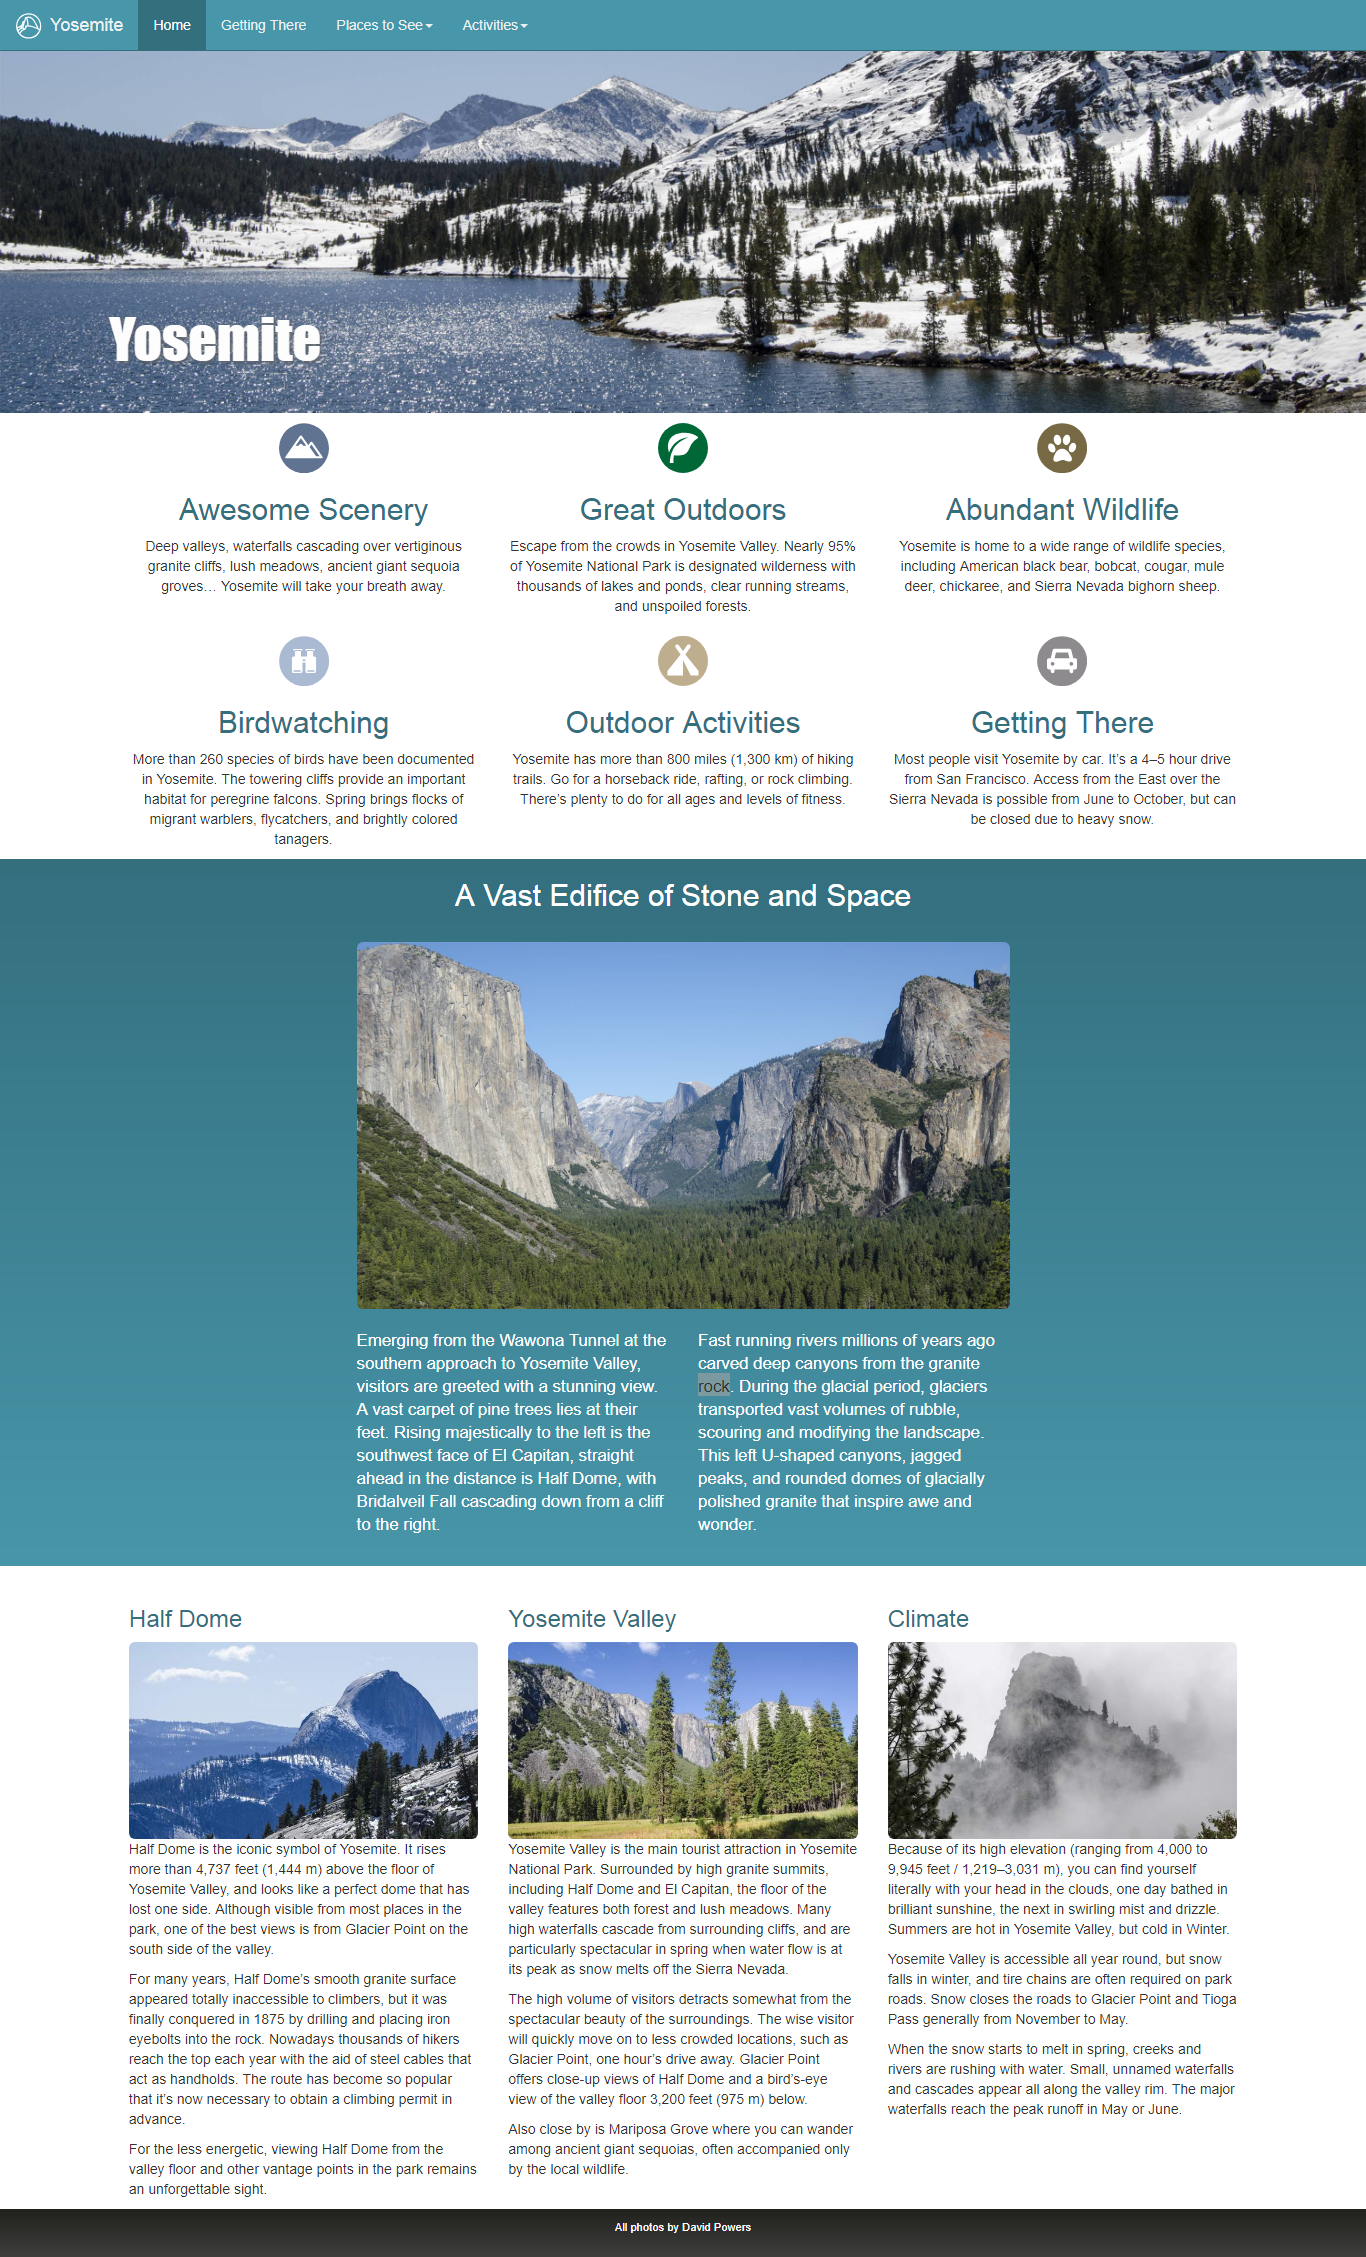 Yosemite
Home
Getting There
Places to See
Activities
Yosemite
Awesome Scenery
Deep valleys, waterfalls cascading over vertiginous
granite cliffs, lush meadows, ancient giant sequoia
groves… Yosemite will take your breath away.
Great Outdoors
Escape from the crowds in Yosemite Valley. Nearly 95%
of Yosemite National Park is designated wilderness with
thousands of lakes and ponds, clear running streams,
and unspoiled forests.
Abundant Wildlife
Yosemite is home to a wide range of wildlife species,
including American black bear, bobcat, cougar, mule
deer, chickaree, and Sierra Nevada bighorn sheep.
Birdwatching
More than 260 species of birds have been documented
in Yosemite. The towering cliffs provide an important
habitat for peregrine falcons. Spring brings flocks of
migrant warblers, flycatchers, and brightly colored
tanagers.
Outdoor Activities
Yosemite has more than 800 miles (1,300 km) of hiking
trails. Go for a horseback ride, rafting, or rock climbing.
There’s plenty to do for all ages and levels of fitness.
Getting There
Most people visit Yosemite by car. It’s a 4–5 hour drive
from San Francisco. Access from the East over the
Sierra Nevada is possible from June to October, but can
be closed due to heavy snow.
A Vast Edifice of Stone and Space
Emerging from the Wawona Tunnel at the
southern approach to Yosemite Valley,
visitors are greeted with a stunning view.
A vast carpet of pine trees lies at their
feet. Rising majestically to the left is the
southwest face of El Capitan, straight
ahead in the distance is Half Dome, with
Bridalveil Fall cascading down from a cliff
to the right.
Fast running rivers millions of years ago
carved deep canyons from the granite
rock. During the glacial period, glaciers
transported vast volumes of rubble,
scouring and modifying the landscape.
This left U-shaped canyons, jagged
peaks, and rounded domes of glacially
polished granite that inspire awe and
wonder.
Half Dome
Half Dome is the iconic symbol of Yosemite. It rises
more than 4,737 feet (1,444 m) above the floor of
Yosemite Valley, and looks like a perfect dome that has
lost one side. Although visible from most places in the
park, one of the best views is from Glacier Point on the
south side of the valley.
For many years, Half Dome’s smooth granite surface
appeared totally inaccessible to climbers, but it was
finally conquered in 1875 by drilling and placing iron
eyebolts into the rock. Nowadays thousands of hikers
reach the top each year with the aid of steel cables that
act as handholds. The route has become so popular
that it’s now necessary to obtain a climbing permit in
advance.
For the less energetic, viewing Half Dome from the
valley floor and other vantage points in the park remains
an unforgettable sight.
Yosemite Valley
Yosemite Valley is the main tourist attraction in Yosemite
National Park. Surrounded by high granite summits,
including Half Dome and El Capitan, the floor of the
valley features both forest and lush meadows. Many
high waterfalls cascade from surrounding cliffs, and are
particularly spectacular in spring when water flow is at
its peak as snow melts off the Sierra Nevada.
The high volume of visitors detracts somewhat from the
spectacular beauty of the surroundings. The wise visitor
will quickly move on to less crowded locations, such as
Glacier Point, one hour’s drive away. Glacier Point
offers close-up views of Half Dome and a bird’s-eye
view of the valley floor 3,200 feet (975 m) below.
Also close by is Mariposa Grove where you can wander
among ancient giant sequoias, often accompanied only
by the local wildlife.
Climate
Because of its high elevation (ranging from 4,000 to
9,945 feet / 1,219–3,031 m), you can find yourself
literally with your head in the clouds, one day bathed in
brilliant sunshine, the next in swirling mist and drizzle.
Summers are hot in Yosemite Valley, but cold in Winter.
Yosemite Valley is accessible all year round, but snow
falls in winter, and tire chains are often required on park
roads. Snow closes the roads to Glacier Point and Tioga
Pass generally from November to May.
When the snow starts to melt in spring, creeks and
rivers are rushing with water. Small, unnamed waterfalls
and cascades appear all along the valley rim. The major
waterfalls reach the peak runoff in May or June.
All photos by David Powers